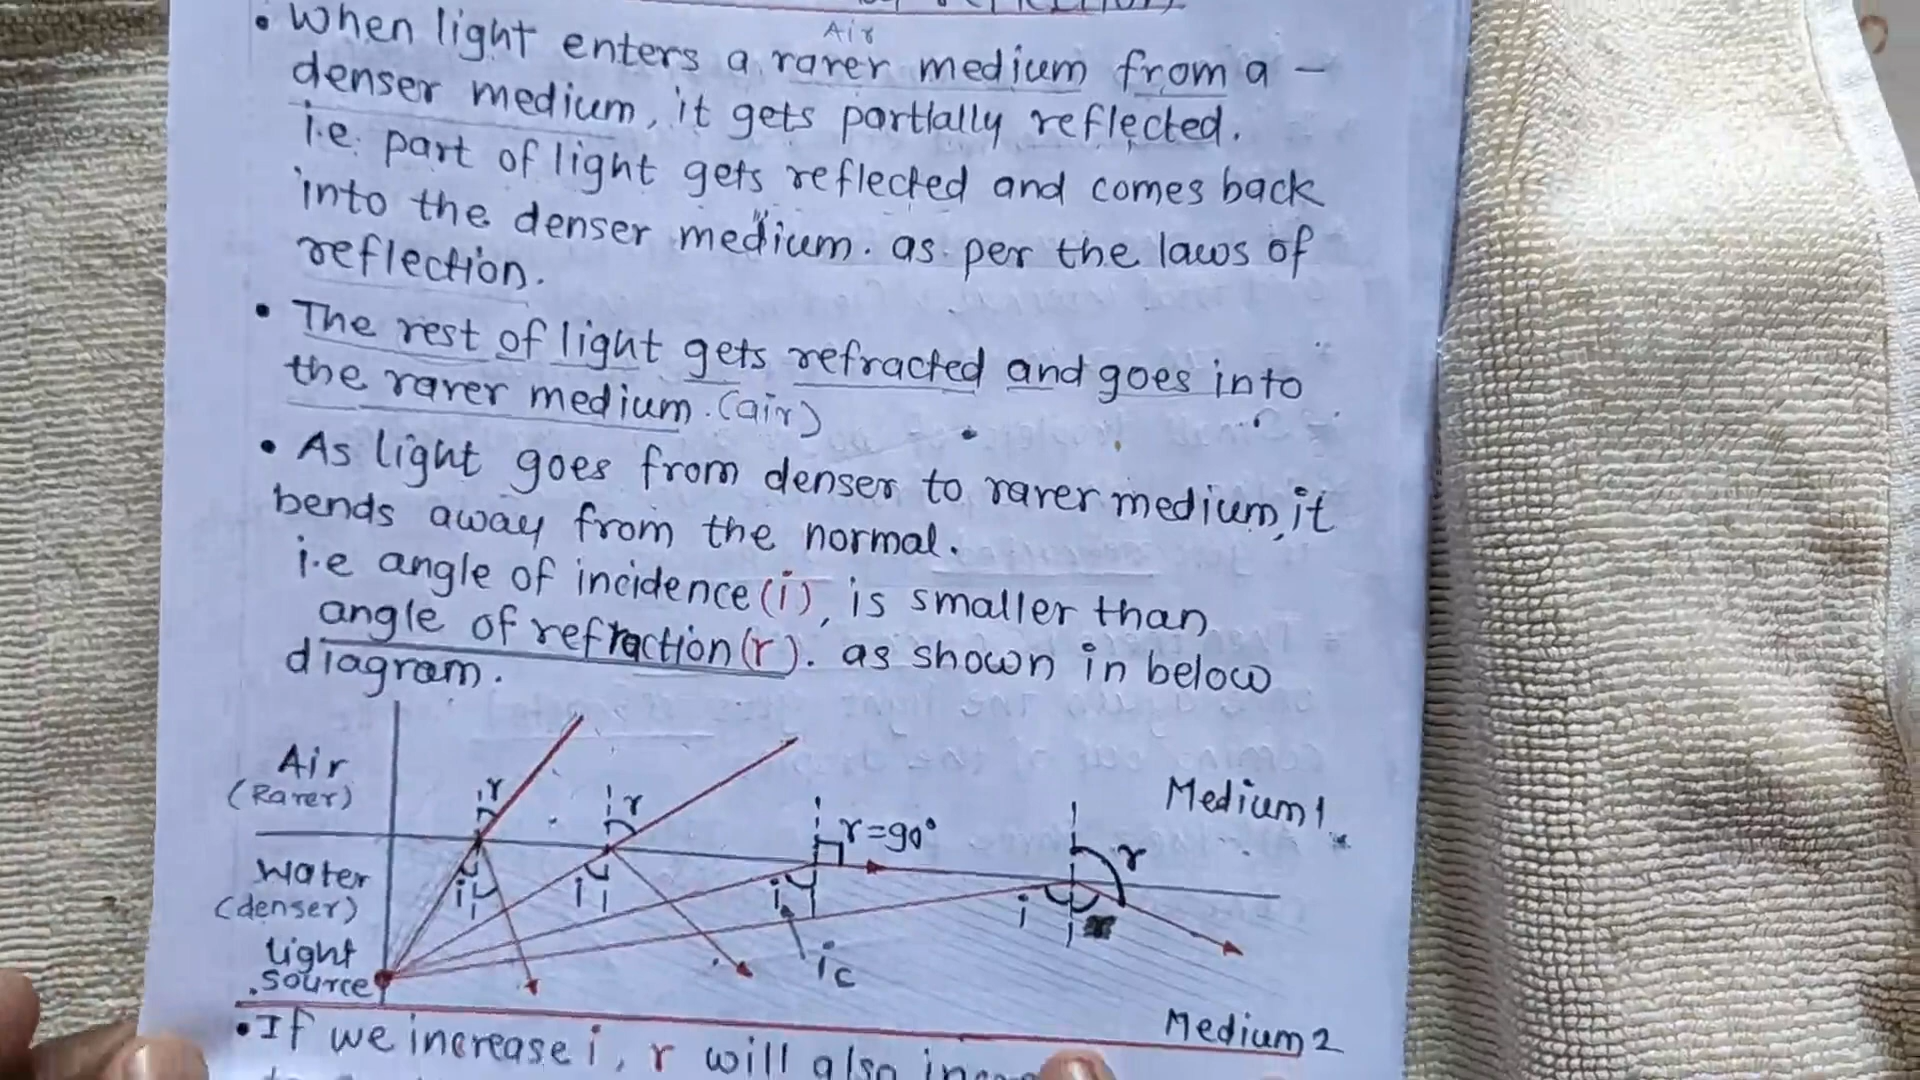 Air
• When light enters a rarer medium from a -
denser medium, it gets partially reflected.
i.e. part of light gets reflected and comes back
into the denser medium. as per the laws of
reflection.
• The rest of light gets refracted and goes into
the rarer medium. (air)
• As light goes from denser to rarer medium, it
bends away from the normal.
i.e angle of incidence (i), is smaller than
angle of refraction (r). as shown in below
diagram.
Air
(Rarer)
r
r
r=90°
r
Medium 1
Water
(denser)
i
i
i
i
ic
Light
source
Medium 2
• If we increase i, r will also